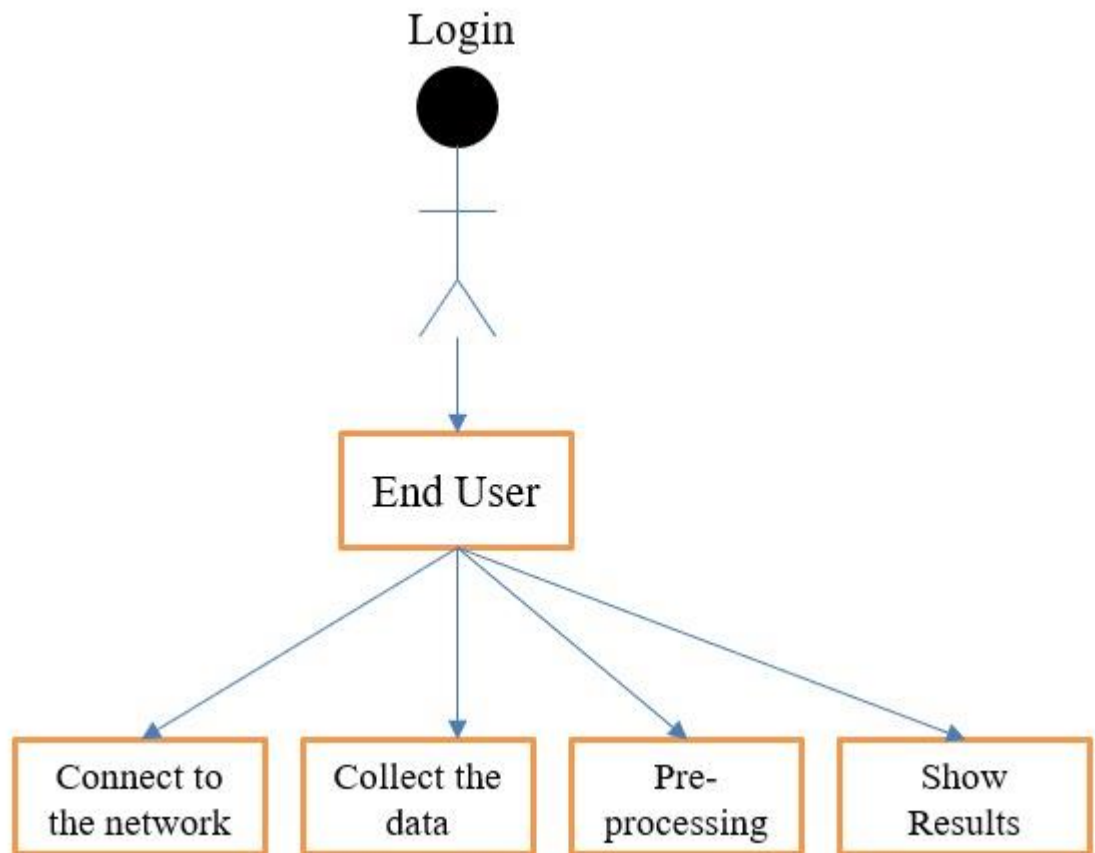 Login
End User
Connect to
the network
Collect the
data
Pre-
processing
Show
Results